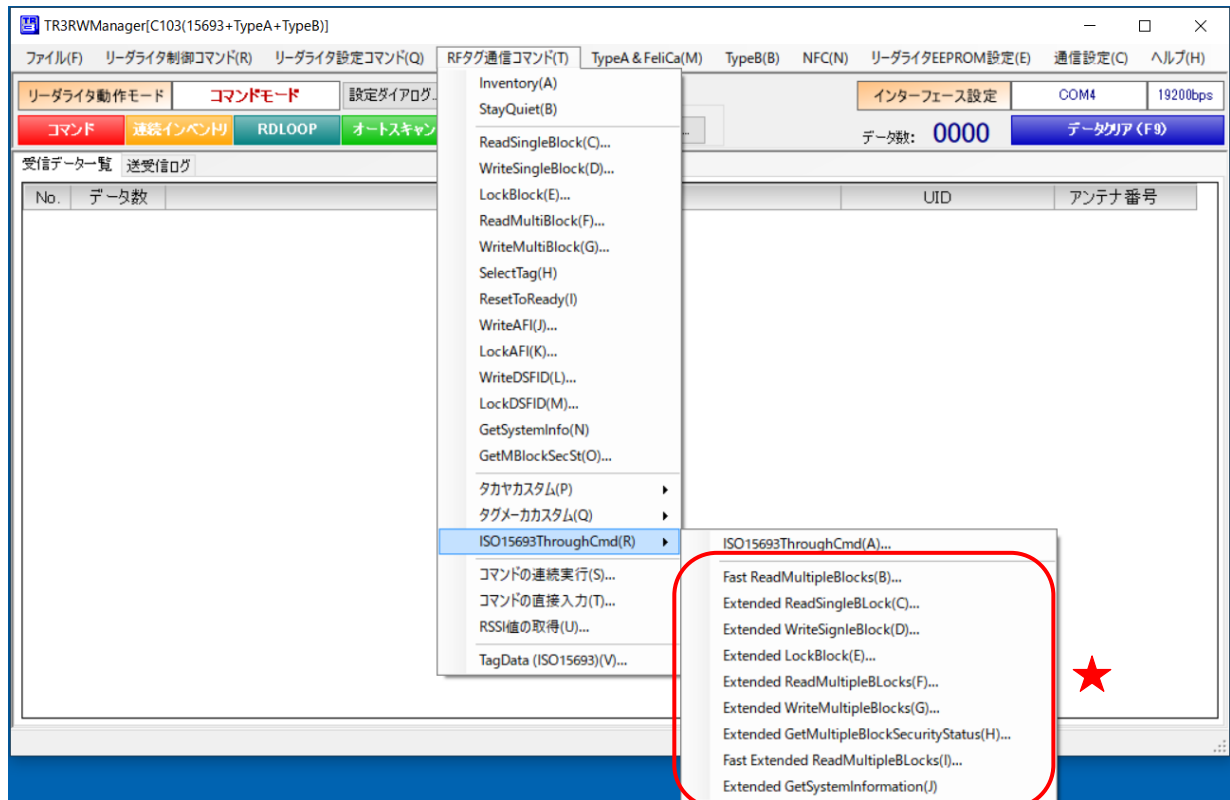 TR3RWManager[C103(15693+TypeA+TypeB)]
ファイル(F) リーダライタ制御コマンド(R) リーダライタ設定コマンド(Q) RFタグ通信コマンド(T) TypeA & FeliCa(M) TypeB(B) NFC(N) リーダライタEEPROM設定(E) 通信設定(C) ヘルプ(H)
リーダライタ動作モード コマンドモード 設定ダイアログ... インターフェース設定 COM4 19200bps
コマンド 連続インベントリ RDLOOP オートスキャン データ数: 0000 データクリア (F9)
受信データ一覧 送受信ログ
No. データ数 UID アンテナ番号
Inventory(A)
StayQuiet(B)
ReadSingleBlock(C)...
WriteSingleBlock(D)...
LockBlock(E)...
ReadMultiBlock(F)...
WriteMultiBlock(G)...
SelectTag(H)
ResetToReady(I)
WriteAFI(J)...
LockAFI(K)...
WriteDSFID(L)...
LockDSFID(M)...
GetSystemInfo(N)
GetMBlockSecSt(O)...
タカヤカスタム(P)
タグメーカカスタム(Q)
ISO15693ThroughCmd(R)
コマンドの連続実行(S)...
コマンドの直接入力(T)...
RSSI値の取得(U)...
TagData (ISO15693)(V)...
ISO15693ThroughCmd(A)...
Fast ReadMultipleBlocks(B)...
Extended ReadSingleBLock(C)...
Extended WriteSignleBlock(D)...
Extended LockBlock(E)...
Extended ReadMultipleBLocks(F)...
Extended WriteMultipleBlocks(G)...
Extended GetMultipleBlockSecurityStatus(H)...
Fast Extended ReadMultipleBLocks(I)...
Extended GetSystemInformation(J)